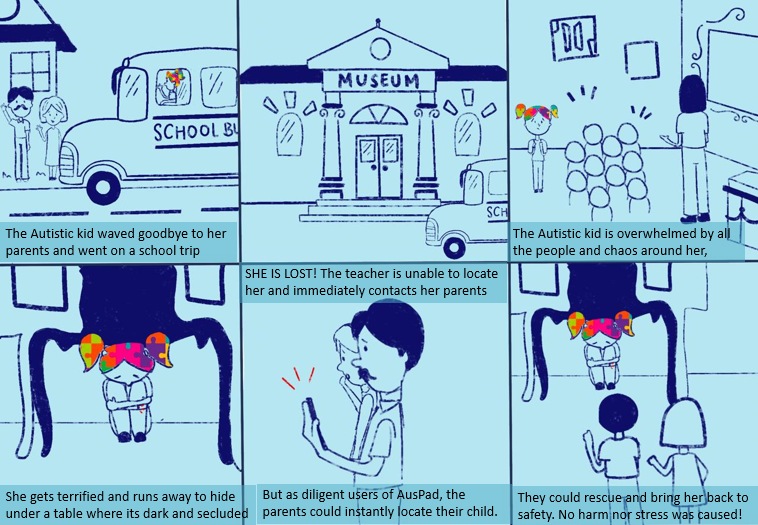 SCHOOL BU
The Autistic kid waved goodbye to her
parents and went on a school trip
MUSEUM
SCH
The Autistic kid is overwhelmed by all
the people and chaos around her,
She gets terrified and runs away to hide
under a table where its dark and secluded
SHE IS LOST! The teacher is unable to locate
her and immediately contacts her parents
But as diligent users of AusPad, the
parents could instantly locate their child.
They could rescue and bring her back to
safety. No harm nor stress was caused!